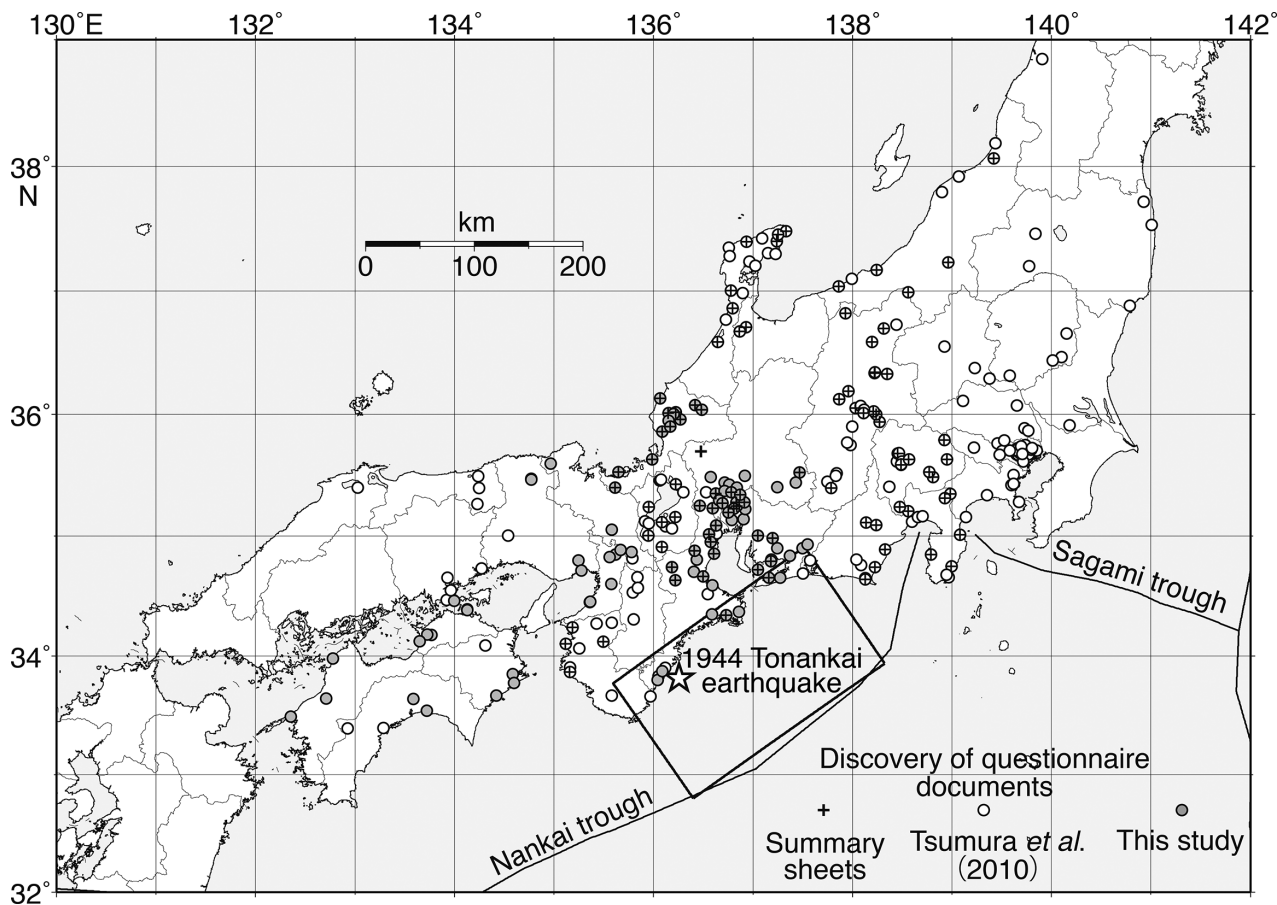 130°E 132° 134° 136° 138° 140° 142°
38°
N
km
0 100 200
36°
Sagami trough
34°
1944 Tonankai
earthquake
Discovery of questionnaire
documents
Nankai trough
Summary
sheets
Tsumura et al.
(2010)
This study
32°